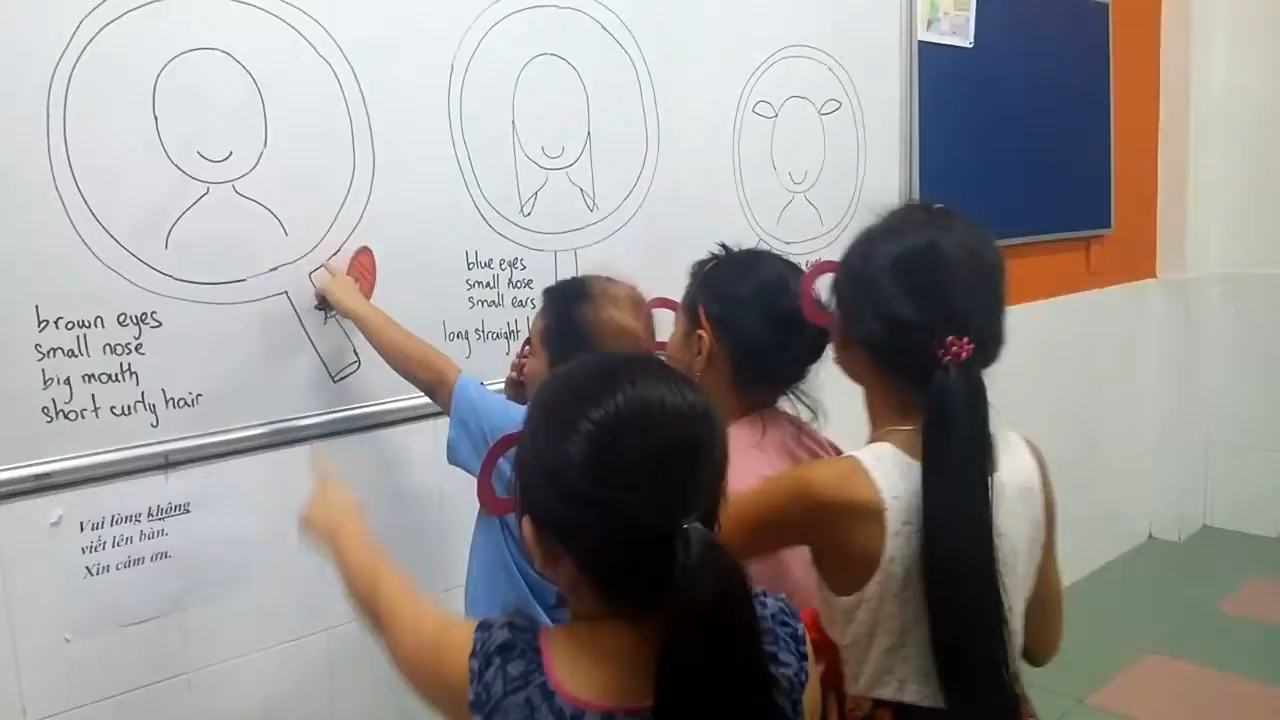 brown eyes
small nose
big mouth
short curly hair
blue eyes
small nose
small ears
long straight
Vui lòng không
viết lên bàn.
Xin cám ơn.